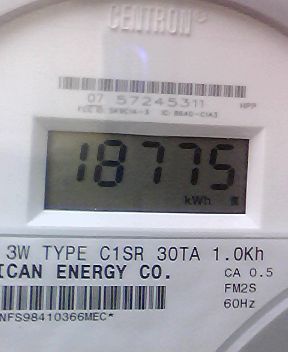 CENTRON®
07 57245311
HPP
18775
kWh
3W TYPE C1SR 30TA 1.0Kh
ICAN ENERGY CO.
CA 0.5
FM2S
60Hz
NFS98410366MEC*